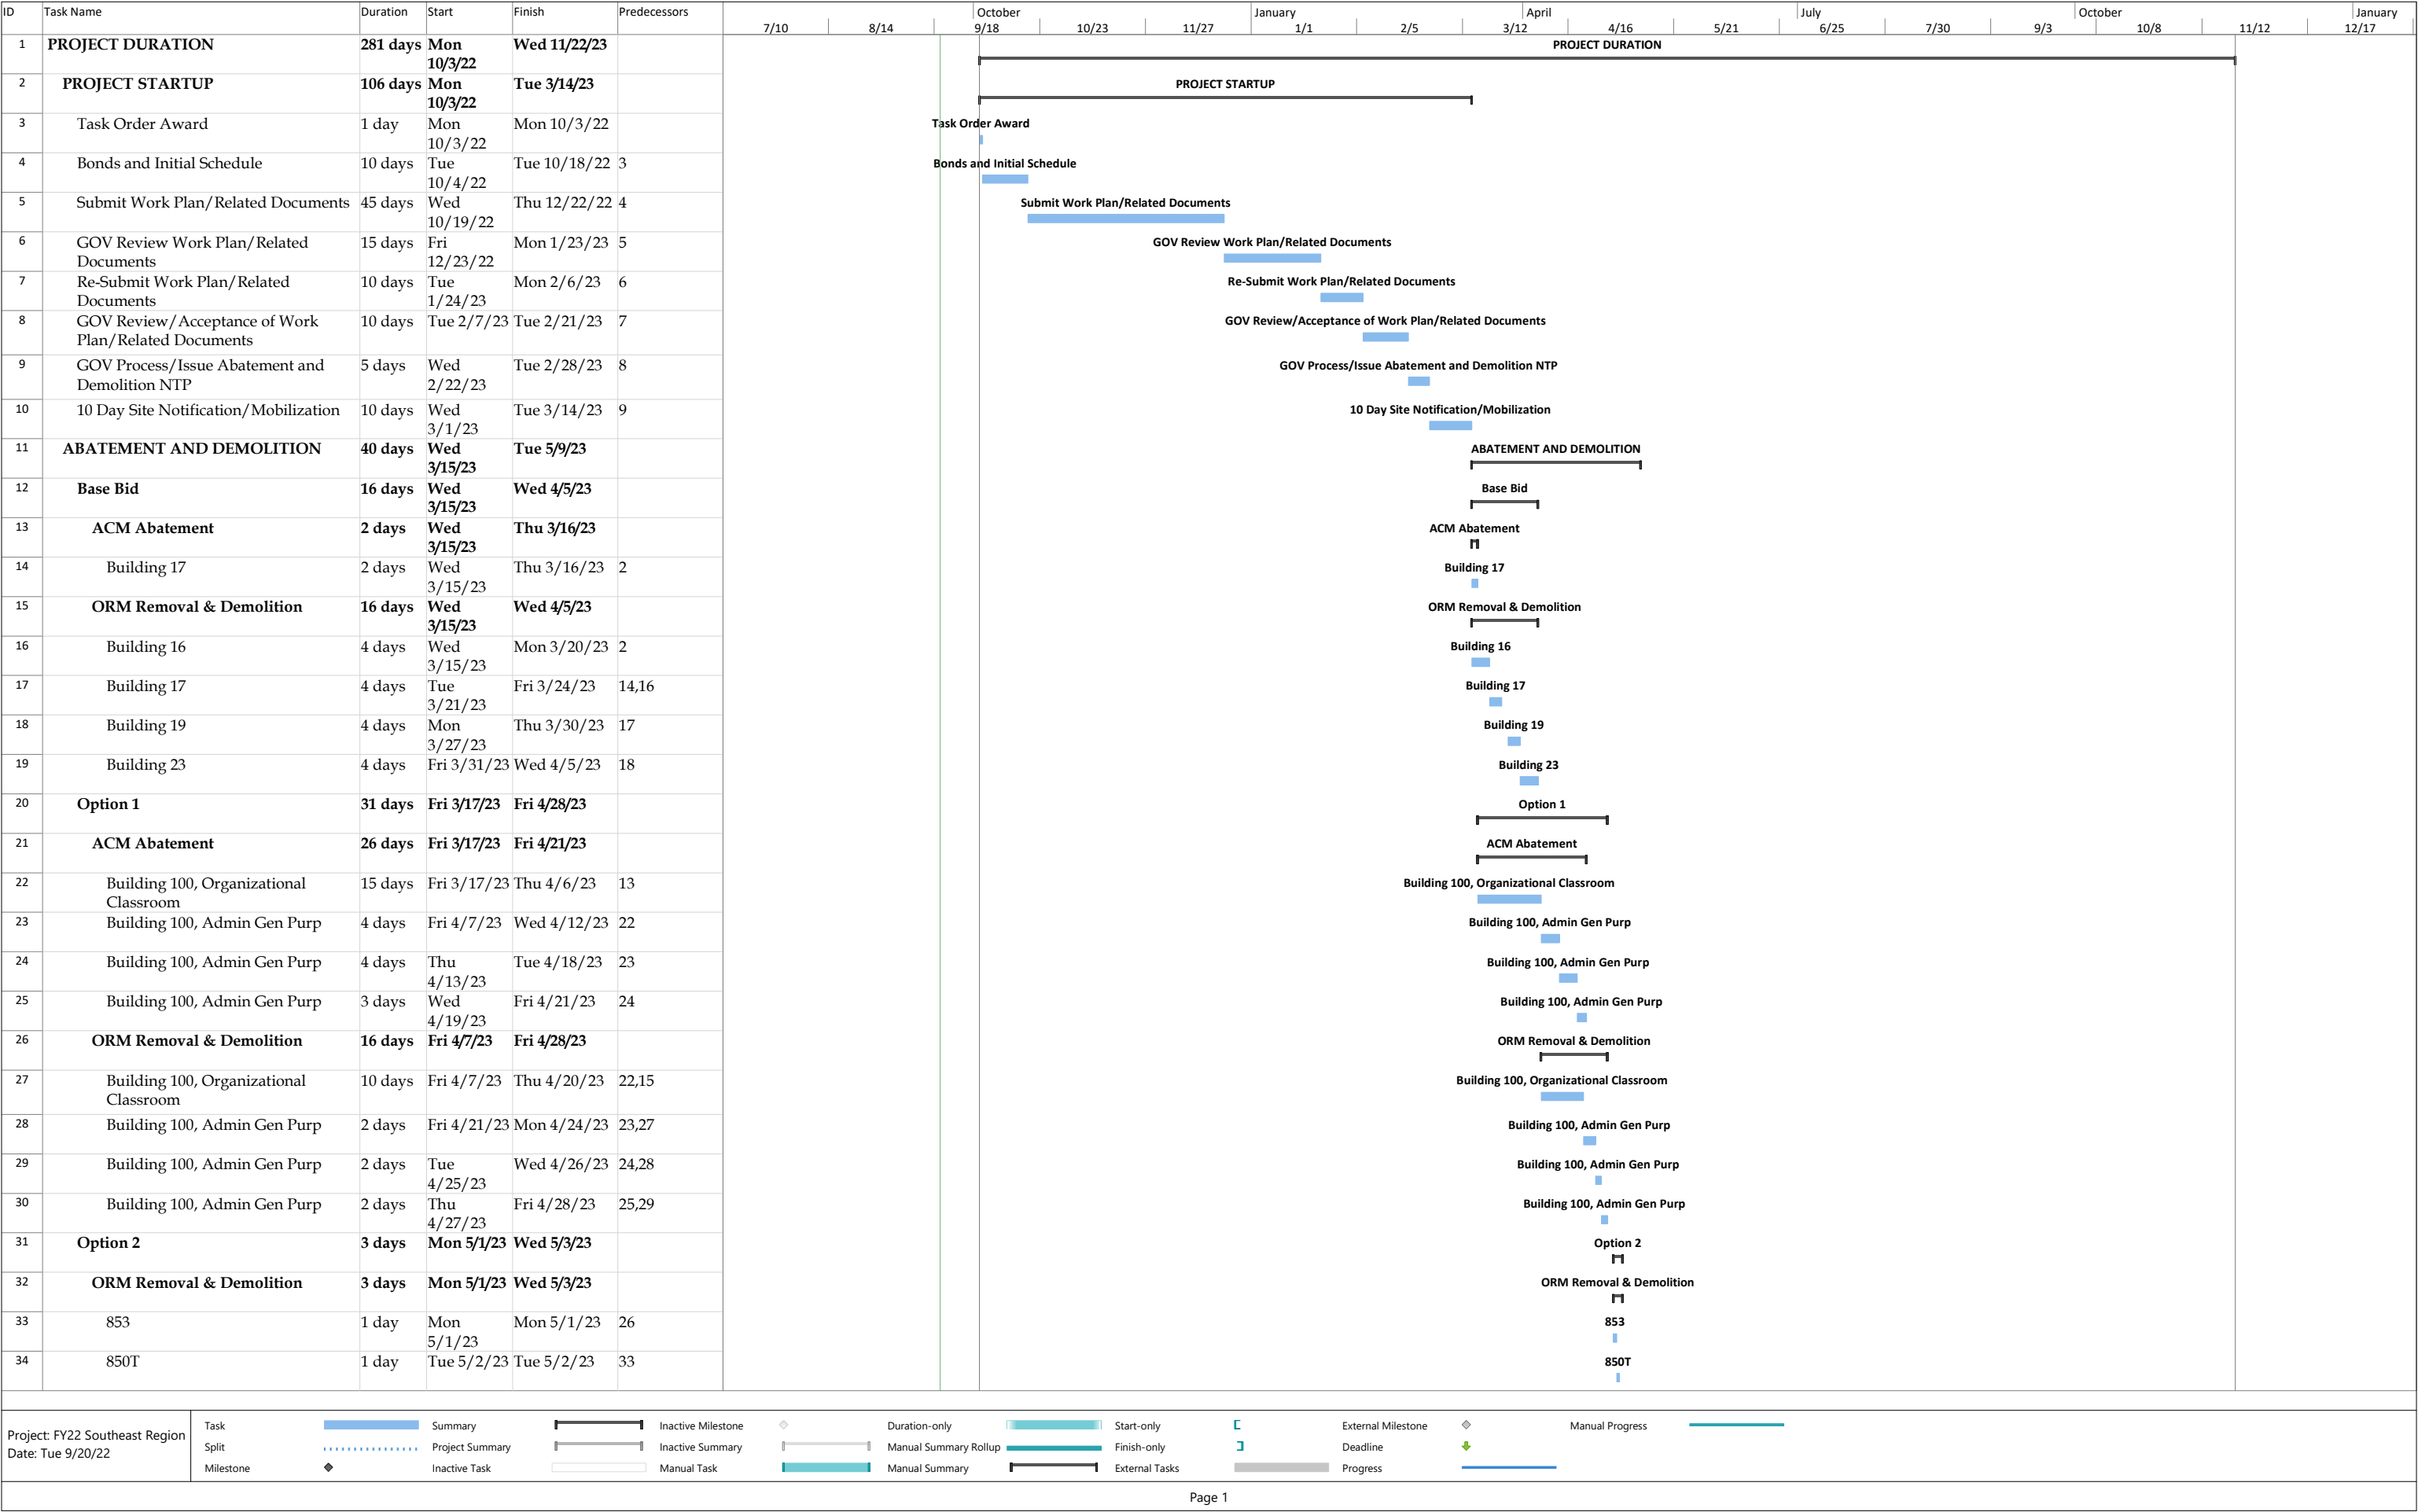 ID Task Name Duration Start Finish Predecessors
October January April July October January
7/10 8/14 9/18 10/23 11/27 1/1 2/5 3/12 4/16 5/21 6/25 7/30 9/3 10/8 11/12 12/17
1 PROJECT DURATION 281 days Mon Wed 11/22/23 PROJECT DURATION
10/3/22
2 PROJECT STARTUP 106 days Mon Tue 3/14/23 PROJECT STARTUP
10/3/22
3 Task Order Award 1 day Mon Mon 10/3/22 Task Order Award
10/3/22
4 Bonds and Initial Schedule 10 days Tue Tue 10/18/22 3 Bonds and Initial Schedule
10/4/22
5 Submit Work Plan/Related Documents 45 days Wed Thu 12/22/22 4 Submit Work Plan/Related Documents
10/19/22
6 GOV Review Work Plan/Related 15 days Fri Mon 1/23/23 5 GOV Review Work Plan/Related Documents
Documents 12/23/22
7 Re-Submit Work Plan/Related 10 days Tue Mon 2/6/23 6 Re-Submit Work Plan/Related Documents
Documents 1/24/23
8 GOV Review/Acceptance of Work 10 days Tue 2/7/23 Tue 2/21/23 7 GOV Review/Acceptance of Work Plan/Related Documents
Plan/Related Documents
9 GOV Process/Issue Abatement and 5 days Wed Tue 2/28/23 8 GOV Process/Issue Abatement and Demolition NTP
Demolition NTP 2/22/23
10 10 Day Site Notification/Mobilization 10 days Wed Tue 3/14/23 9 10 Day Site Notification/Mobilization
3/1/23
11 ABATEMENT AND DEMOLITION 40 days Wed Tue 5/9/23 ABATEMENT AND DEMOLITION
3/15/23
12 Base Bid 16 days Wed Wed 4/5/23 Base Bid
3/15/23
13 ACM Abatement 2 days Wed Thu 3/16/23 ACM Abatement
3/15/23
14 Building 17 2 days Wed Thu 3/16/23 2 Building 17
3/15/23
15 ORM Removal & Demolition 16 days Wed Wed 4/5/23 ORM Removal & Demolition
3/15/23
16 Building 16 4 days Wed Mon 3/20/23 2 Building 16
3/15/23
17 Building 17 4 days Tue Fri 3/24/23 14,16 Building 17
3/21/23
18 Building 19 4 days Mon Thu 3/30/23 17 Building 19
3/27/23
19 Building 23 4 days Fri 3/31/23 Wed 4/5/23 18 Building 23
20 Option 1 31 days Fri 3/17/23 Fri 4/28/23 Option 1
21 ACM Abatement 26 days Fri 3/17/23 Fri 4/21/23 ACM Abatement
22 Building 100, Organizational 15 days Fri 3/17/23 Thu 4/6/23 13 Building 100, Organizational Classroom
Classroom
23 Building 100, Admin Gen Purp 4 days Fri 4/7/23 Wed 4/12/23 22 Building 100, Admin Gen Purp
24 Building 100, Admin Gen Purp 4 days Thu Tue 4/18/23 23 Building 100, Admin Gen Purp
4/13/23
25 Building 100, Admin Gen Purp 3 days Wed Fri 4/21/23 24 Building 100, Admin Gen Purp
4/19/23
26 ORM Removal & Demolition 16 days Fri 4/7/23 Fri 4/28/23 ORM Removal & Demolition
27 Building 100, Organizational 10 days Fri 4/7/23 Thu 4/20/23 22,15 Building 100, Organizational Classroom
Classroom
28 Building 100, Admin Gen Purp 2 days Fri 4/21/23 Mon 4/24/23 23,27 Building 100, Admin Gen Purp
29 Building 100, Admin Gen Purp 2 days Tue Wed 4/26/23 24,28 Building 100, Admin Gen Purp
4/25/23
30 Building 100, Admin Gen Purp 2 days Thu Fri 4/28/23 25,29 Building 100, Admin Gen Purp
4/27/23
31 Option 2 3 days Mon 5/1/23 Wed 5/3/23 Option 2
32 ORM Removal & Demolition 3 days Mon 5/1/23 Wed 5/3/23 ORM Removal & Demolition
33 853 1 day Mon Mon 5/1/23 26 853
5/1/23
34 850T 1 day Tue 5/2/23 Tue 5/2/23 33 850T
Project: FY22 Southeast Region
Date: Tue 9/20/22
Task Summary Inactive Milestone Duration-only Start-only External Milestone Manual Progress
Split Project Summary Inactive Summary Manual Summary Rollup Finish-only Deadline
Milestone Inactive Task Manual Task Manual Summary External Tasks Progress
Page 1